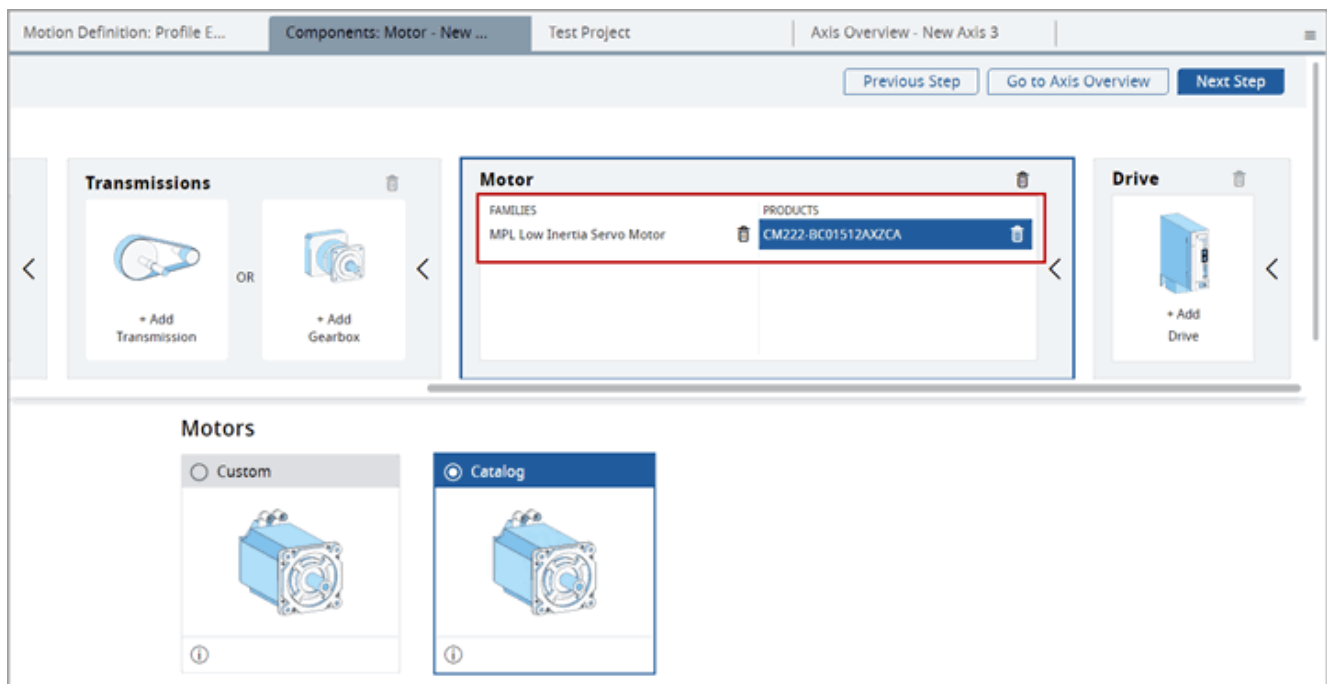 Motion Definition: Profile E...
Components: Motor - New ...
Test Project
Axis Overview - New Axis 3
Previous Step
Go to Axis Overview
Next Step
Transmissions
+ Add
Transmission
OR
+ Add
Gearbox
Motor
FAMILIES
MPL Low Inertia Servo Motor
PRODUCTS
CM222-BC01512AXZCA
Drive
+ Add
Drive
Motors
Custom
Catalog